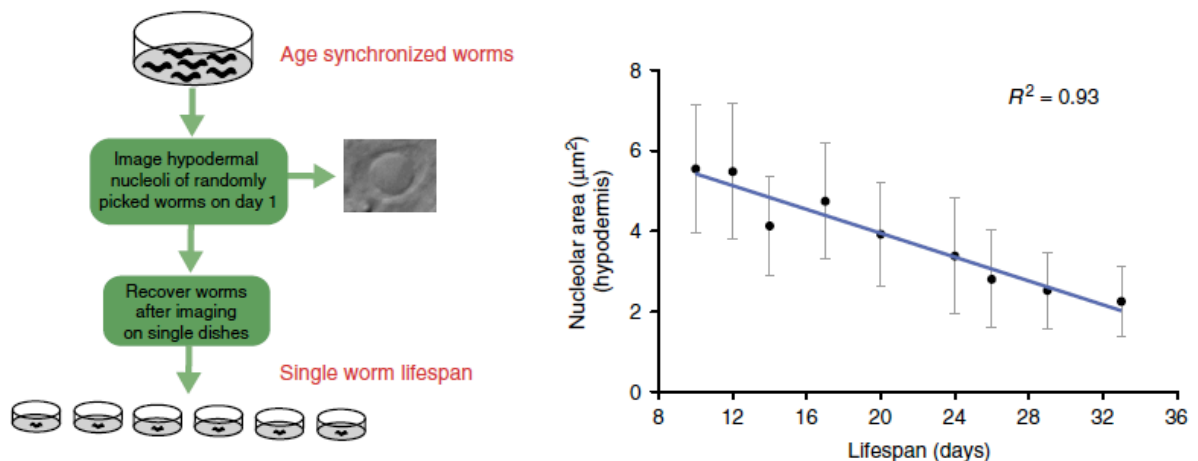 Age synchronized worms
Image hypodermal
nucleoli of randomly
picked worms on day 1
Recover worms
after imaging
on single dishes
Single worm lifespan
Nucleolar area (μm²)
(hypodermis)
8
6
4
2
0
R² = 0.93
8 12 16 20 24 28 32 36
Lifespan (days)